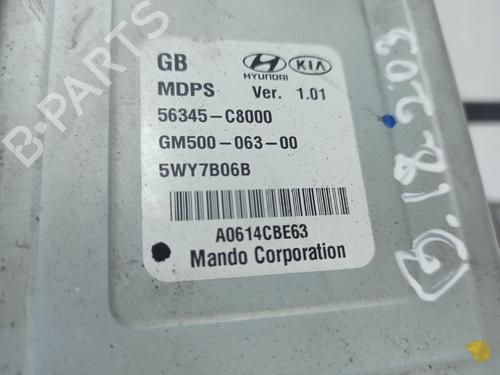 GB
HYUNDAI KIA
MDPS Ver. 1.01
56345-C8000
GM500-063-00
5WY7B06B
A0614CBE63
Mando Corporation
B-PARTS